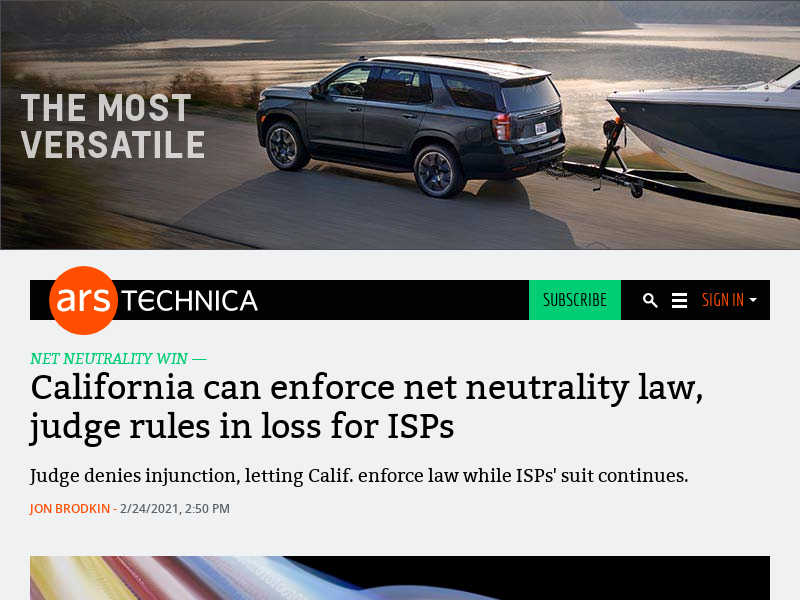 THE MOST
VERSATILE
ars TECHNICA
SUBSCRIBE
SIGN IN
NET NEUTRALITY WIN —
California can enforce net neutrality law,
judge rules in loss for ISPs
Judge denies injunction, letting Calif. enforce law while ISPs' suit continues.
JON BRODKIN - 2/24/2021, 2:50 PM